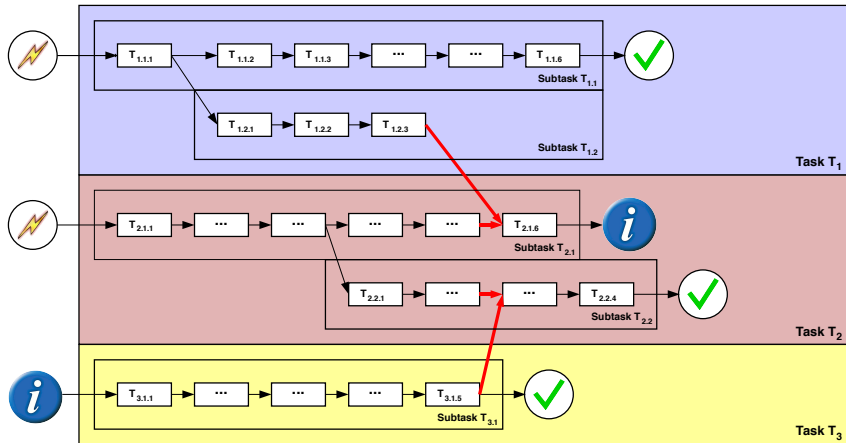 T1.1.1 T1.1.2 T1.1.3 ... ... T1.1.6
Subtask T1.1
T1.2.1 T1.2.2 T1.2.3
Subtask T1.2
Task T1
T2.1.1 ... ... ... ... T2.1.6
i
Subtask T2.1
T2.2.1 ... ... T2.2.4
Subtask T2.2
Task T2
i
T3.1.1 ... ... ... T3.1.5
Subtask T3.1
Task T3